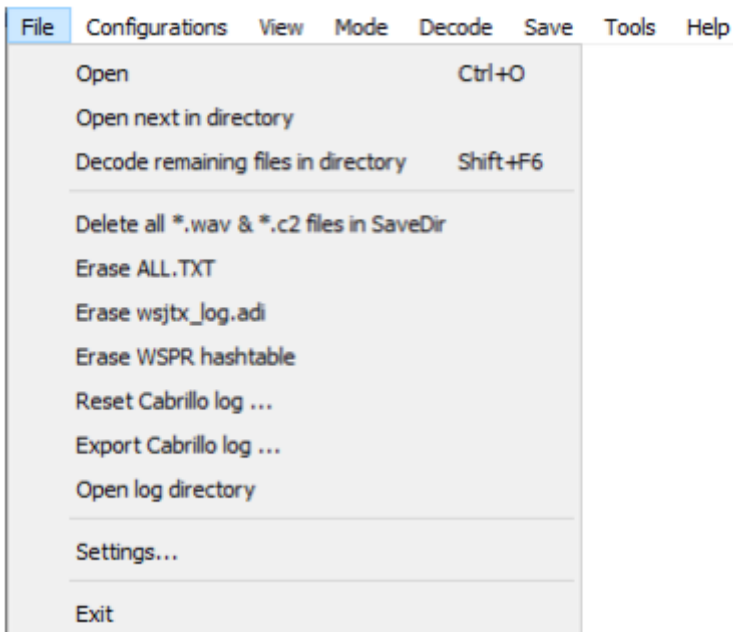 File Configurations View Mode Decode Save Tools Help
Open Ctrl+O
Open next in directory
Decode remaining files in directory Shift+F6
Delete all *.wav & *.c2 files in SaveDir
Erase ALL.TXT
Erase wsjtx_log.adi
Erase WSPR hashtable
Reset Cabrillo log ...
Export Cabrillo log ...
Open log directory
Settings...
Exit